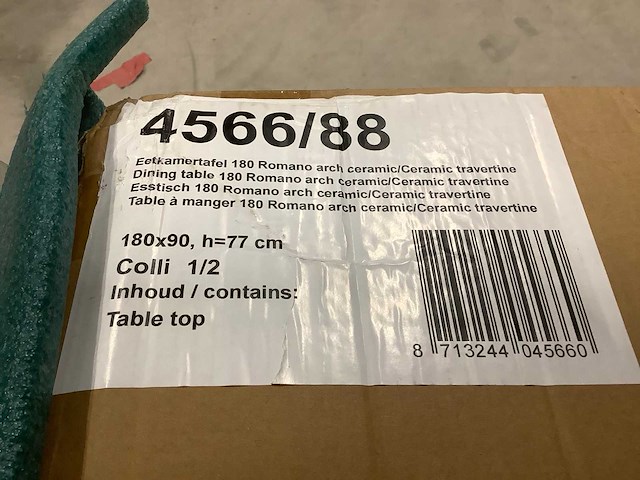 4566/88
Eetkamertafel 180 Romano arch ceramic/Ceramic travertine
Dining table 180 Romano arch ceramic/Ceramic travertine
Esstisch 180 Romano arch ceramic/Ceramic travertine
Table à manger 180 Romano arch ceramic/Ceramic travertine
180x90, h=77 cm
Colli 1/2
Inhoud / contains:
Table top
8 713244 045660